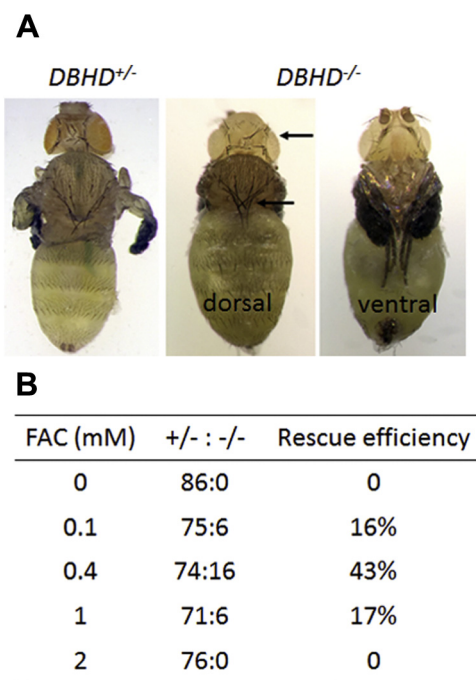 A
DBHD+/- DBHD-/-
dorsal ventral
B
FAC (mM) +/- : -/- Rescue efficiency
0 86:0 0
0.1 75:6 16%
0.4 74:16 43%
1 71:6 17%
2 76:0 0